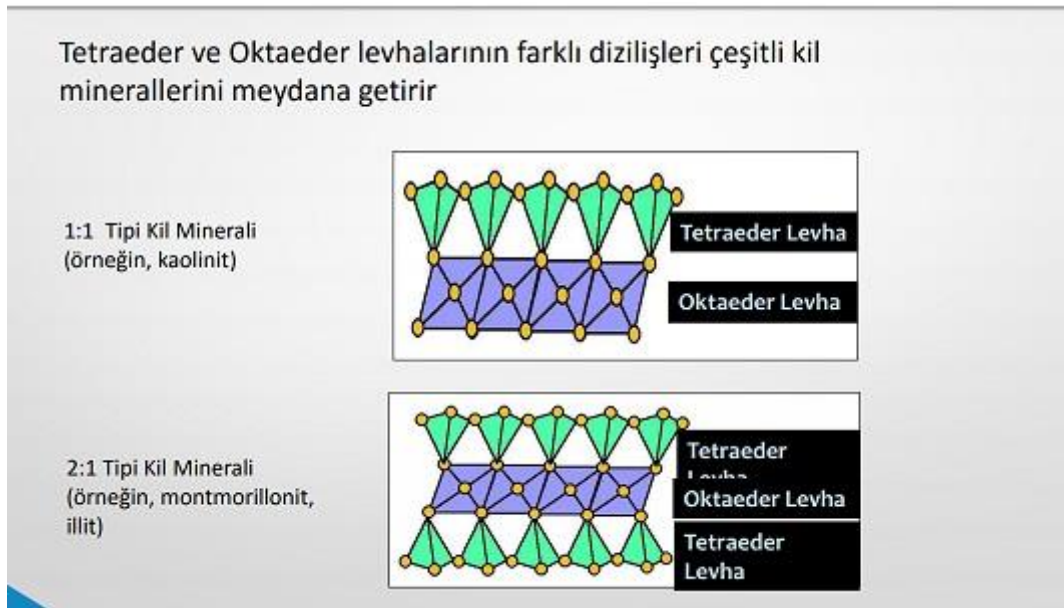 Tetraeder ve Oktaeder levhalarının farklı dizilişleri çeşitli kil
minerallerini meydana getirir
1:1 Tipi Kil Minerali
(örneğin, kaolinit)
Tetraeder Levha
Oktaeder Levha
2:1 Tipi Kil Minerali
(örneğin, montmorillonit,
illit)
Tetraeder
Levha
Oktaeder Levha
Tetraeder
Levha